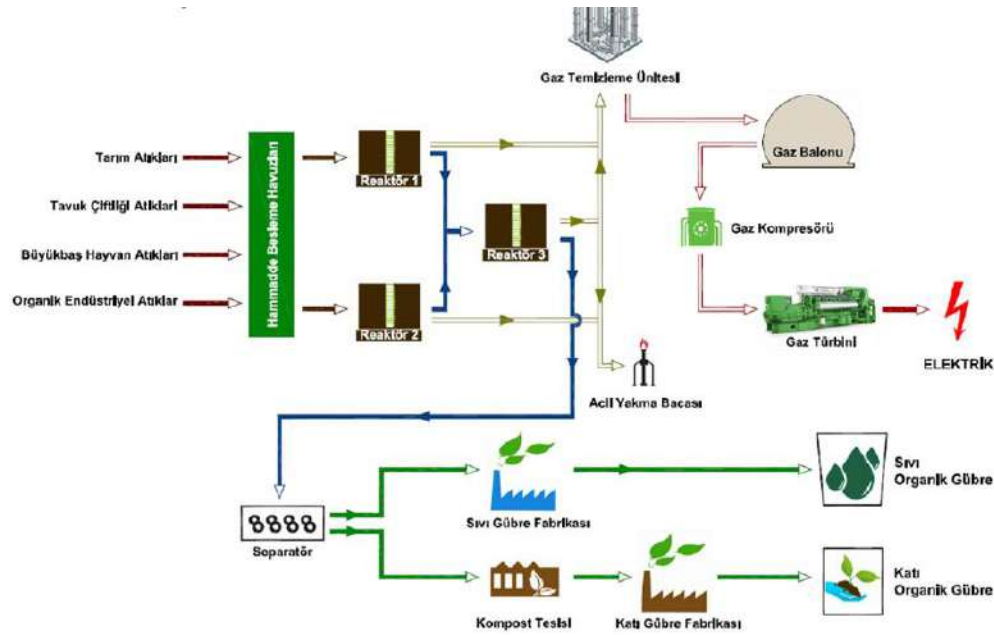 Gaz Temizleme Ünitesi
Gaz Balonu
Tarım Atıkları
Tavuk Çiftliği Atıklari
Büyükbaş Hayvan Atıkları
Organik Endüstriyel Atıklar
Hammadde Besleme Havuzları
Reaktör 1
Reaktör 3
Reaktör 2
Gaz Kompresörü
Gaz Türbini
ELEKTRİK
Acil Yakma Bacası
Separatör
Sıvı Gübre Fabrikası
Sıvı
Organik Gübre
Kompost Tesisi
Katı Gübre Fabrikası
Katı
Organik Gübre